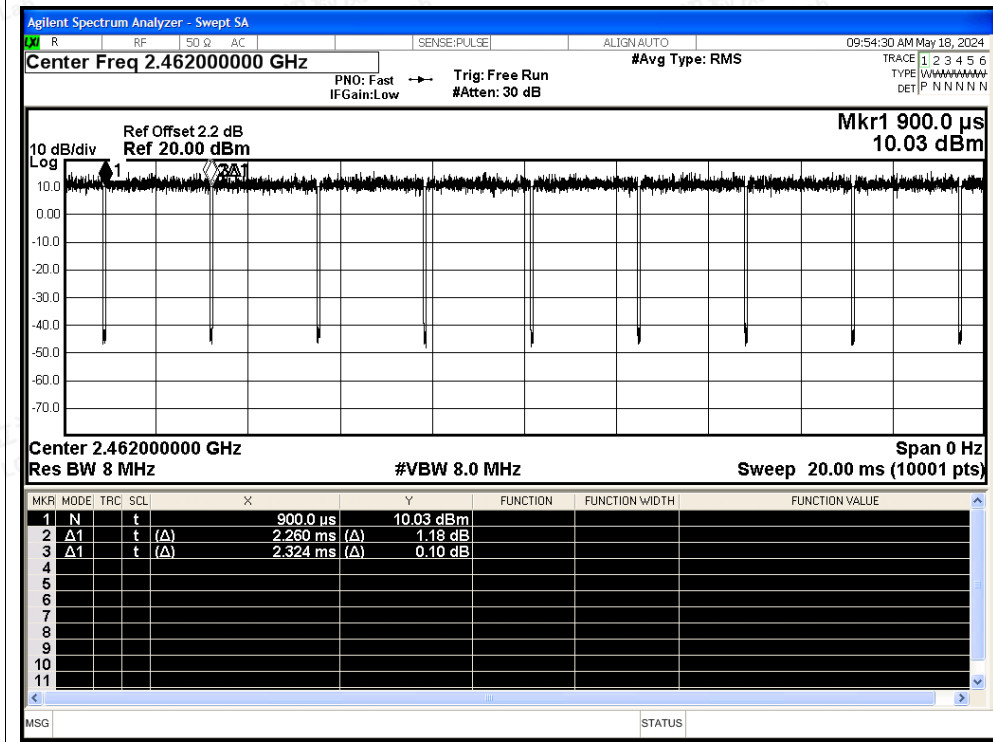 Agilent Spectrum Analyzer - Swept SA
LXI R RF 50 Ω AC SENSE:PULSE ALIGN AUTO 09:54:30 AM May 18, 2024
Center Freq 2.462000000 GHz #Avg Type: RMS TRACE 1 2 3 4 5 6
PNO: Fast Trig: Free Run TYPE WWWWWW
IFGain:Low #Atten: 30 dB DET P N N N N N
Mkr1 900.0 µs
10.03 dBm
Ref Offset 2.2 dB
10 dB/div Ref 20.00 dBm
Log
1 3Δ1
10.0
0.00
-10.0
-20.0
-30.0
-40.0
-50.0
-60.0
-70.0
Center 2.462000000 GHz Span 0 Hz
Res BW 8 MHz #VBW 8.0 MHz Sweep 20.00 ms (10001 pts)
MKR MODE TRC SCL X Y FUNCTION FUNCTION WIDTH FUNCTION VALUE
1 N t 900.0 µs 10.03 dBm
2 Δ1 t (Δ) 2.260 ms (Δ) 1.18 dB
3 Δ1 t (Δ) 2.324 ms (Δ) 0.10 dB
4
5
6
7
8
9
10
11
MSG STATUS